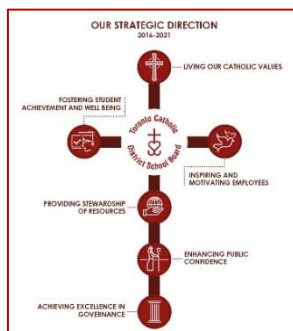 OUR STRATEGIC DIRECTION
2016-2021
LIVING OUR CATHOLIC VALUES
FOSTERING STUDENT
ACHIEVEMENT AND WELL BEING
Toronto Catholic
District School Board
INSPIRING AND
MOTIVATING EMPLOYEES
PROVIDING STEWARDSHIP
OF RESOURCES
ENHANCING PUBLIC
CONFIDENCE
ACHIEVING EXCELLENCE IN
GOVERNANCE